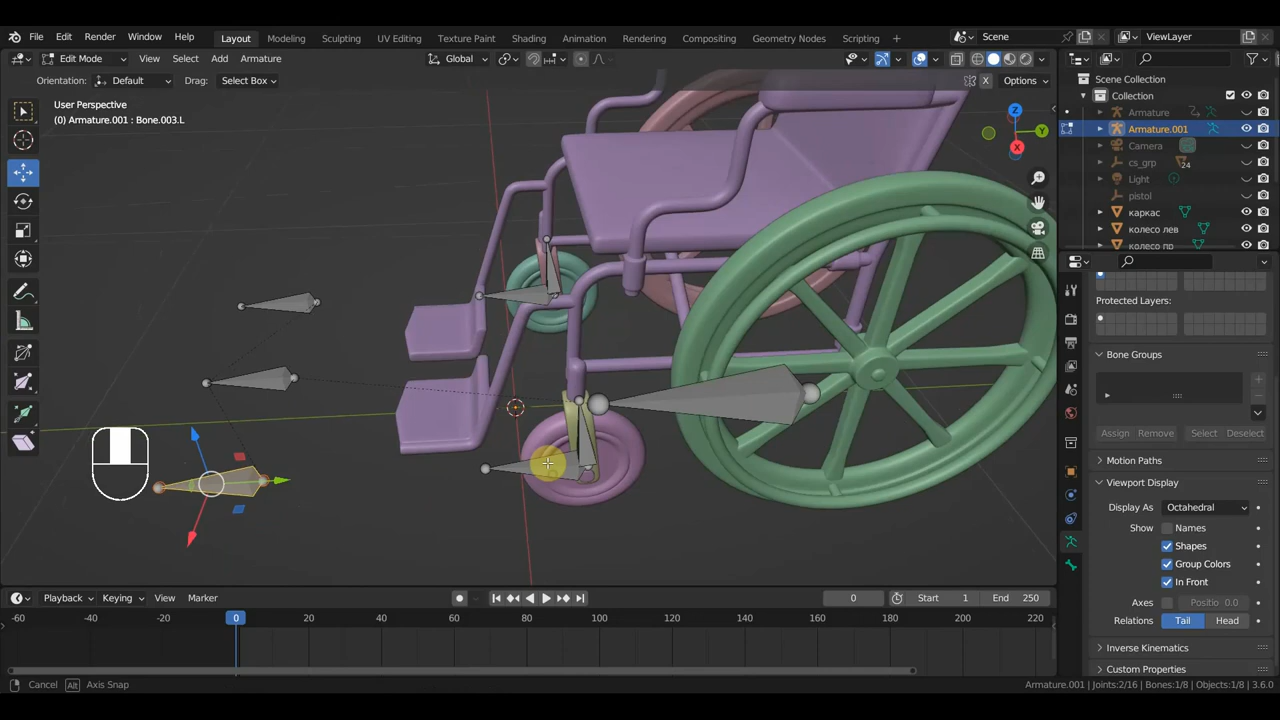 File Edit Render Window Help Layout Modeling Sculpting UV Editing Texture Paint Shading Animation Rendering Compositing Geometry Nodes Scripting + Scene ViewLayer
Edit Mode View Select Add Armature Global
Orientation: Default Drag: Select Box X Options
User Perspective
(0) Armature.001 : Bone.003.L
Z
Y
X
Scene Collection
Collection
Armature
Armature.001
Camera
cs_grp 24
Light
pistol
каркас
колесо лев
колесо пр
Protected Layers:
Bone Groups
Assign Remove Select Deselect
Motion Paths
Viewport Display
Display As Octahedral
Show Names
Shapes
Group Colors
In Front
Axes Positio 0.0
Relations Tail Head
Inverse Kinematics
Custom Properties
Playback Keying View Marker 0 Start 1 End 250
-60 -40 -20 0 20 40 60 80 100 120 140 160 180 200 220
Cancel Alt Axis Snap Armature.001 | Joints:2/16 | Bones:1/8 | Objects:1/8 | 3.6.0